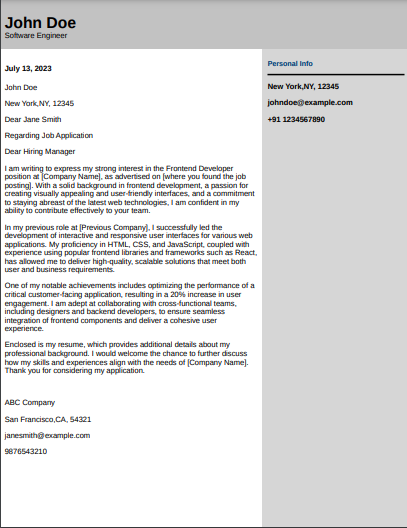 John Doe
Software Engineer
July 13, 2023
John Doe
New York,NY, 12345
Dear Jane Smith
Regarding Job Application
Dear Hiring Manager
I am writing to express my strong interest in the Frontend Developer
position at [Company Name], as advertised on [where you found the job
posting]. With a solid background in frontend development, a passion for
creating visually appealing and user-friendly interfaces, and a commitment
to staying abreast of the latest web technologies, I am confident in my
ability to contribute effectively to your team.
In my previous role at [Previous Company], I successfully led the
development of interactive and responsive user interfaces for various web
applications. My proficiency in HTML, CSS, and JavaScript, coupled with
experience using popular frontend libraries and frameworks such as React,
has allowed me to deliver high-quality, scalable solutions that meet both
user and business requirements.
One of my notable achievements includes optimizing the performance of a
critical customer-facing application, resulting in a 20% increase in user
engagement. I am adept at collaborating with cross-functional teams,
including designers and backend developers, to ensure seamless
integration of frontend components and deliver a cohesive user
experience.
Enclosed is my resume, which provides additional details about my
professional background. I would welcome the chance to further discuss
how my skills and experiences align with the needs of [Company Name].
Thank you for considering my application.
ABC Company
San Francisco,CA, 54321
janesmith@example.com
9876543210
Personal Info
New York,NY, 12345
johndoe@example.com
+91 1234567890